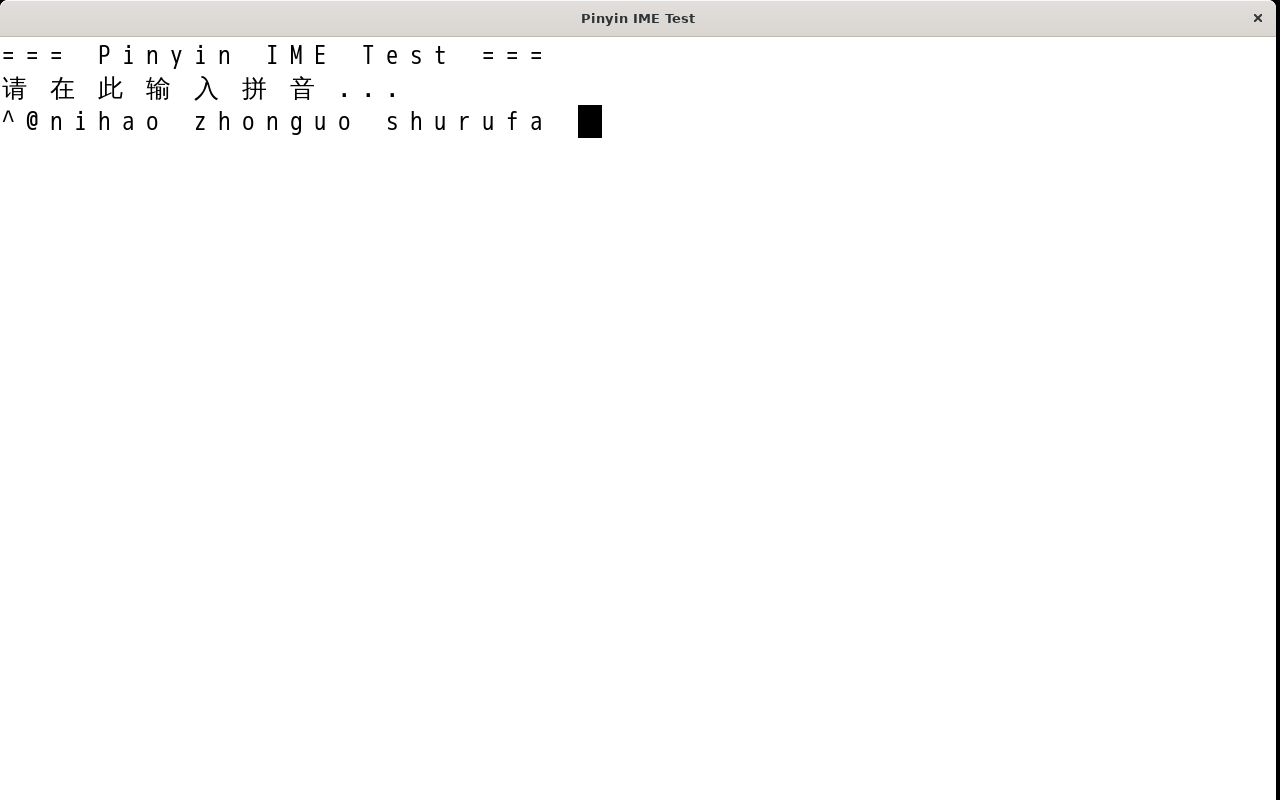 Pinyin IME Test
=== Pinyin IME Test ===
请在此输入拼音...
^@nihao zhonguo shurufa